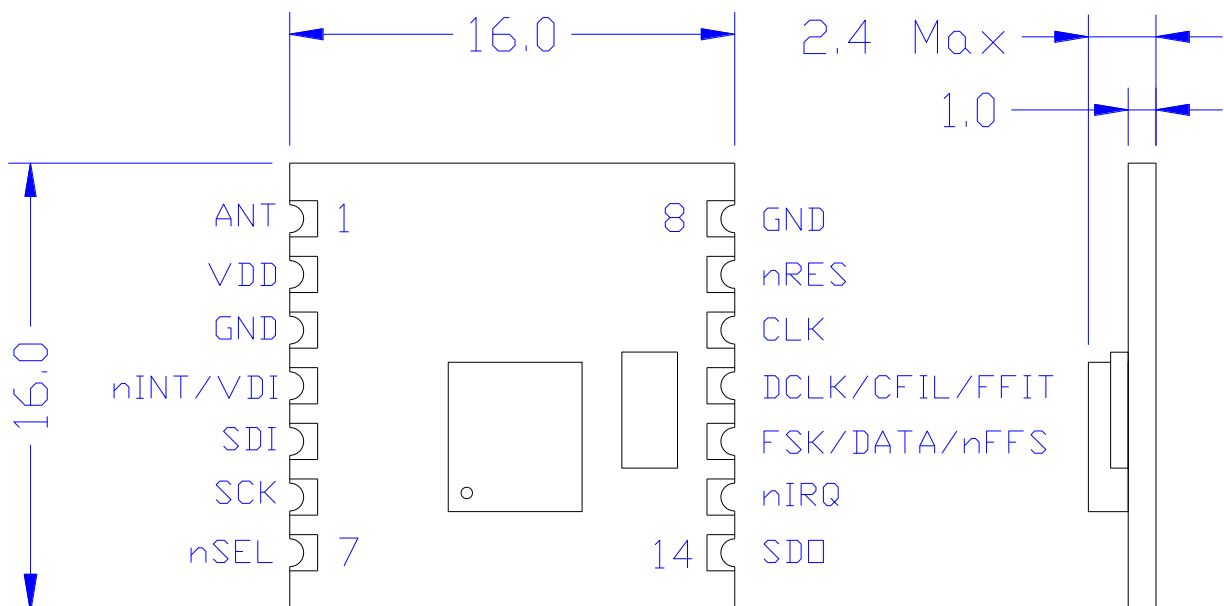 16.0
2.4 Max
1.0
16.0
ANT 1 8 GND
VDD nRES
GND CLK
nINT/VDI DCLK/CFIL/FFIT
SDI FSK/DATA/nFFS
SCK nIRQ
nSEL 7 14 SDO